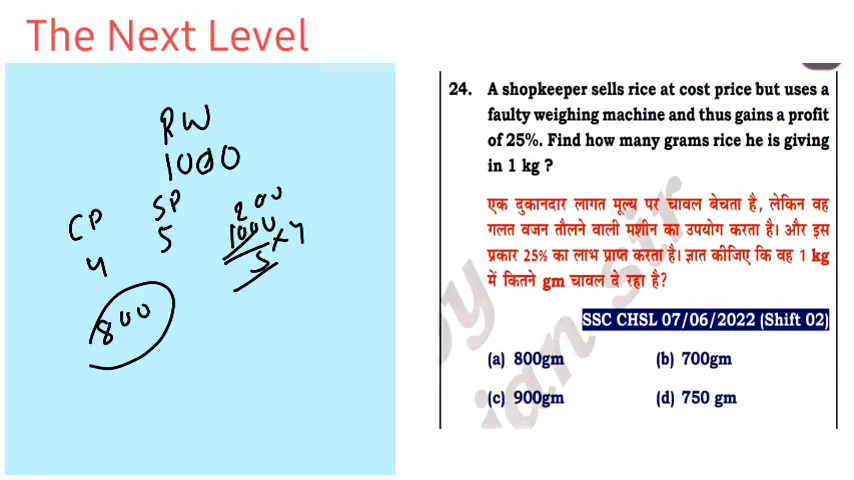 The Next Level
RW
1000
CP
SP
4
5
200
1000 × 4
5
800
24. A shopkeeper sells rice at cost price but uses a
faulty weighing machine and thus gains a profit
of 25%. Find how many grams rice he is giving
in 1 kg ?
एक दुकानदार लागत मूल्य पर चावल बेचता है, लेकिन वह
गलत वजन तौलने वाली मशीन का उपयोग करता है। और इस
प्रकार 25% का लाभ प्राप्त करता है। ज्ञात कीजिए कि वह 1 kg
में कितने gm चावल दे रहा है?
SSC CHSL 07/06/2022 (Shift 02)
(a) 800gm (b) 700gm
(c) 900gm (d) 750 gm
by
ian sir